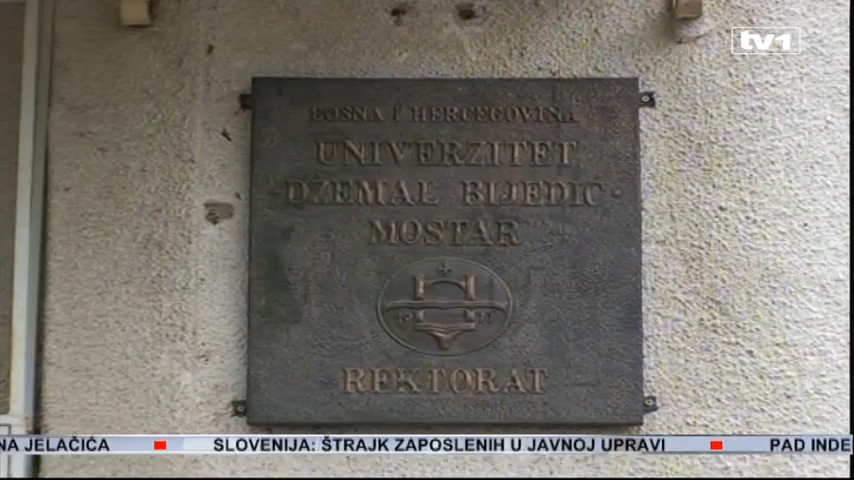 tv1
BOSNA I HERCEGOVINA
UNIVERZITET
"DŽEMAL BIJEDIĆ"
MOSTAR
REKTORAT
NA JELAČIĆA SLOVENIJA: ŠTRAJK ZAPOSLENIH U JAVNOJ UPRAVI PAD INDE